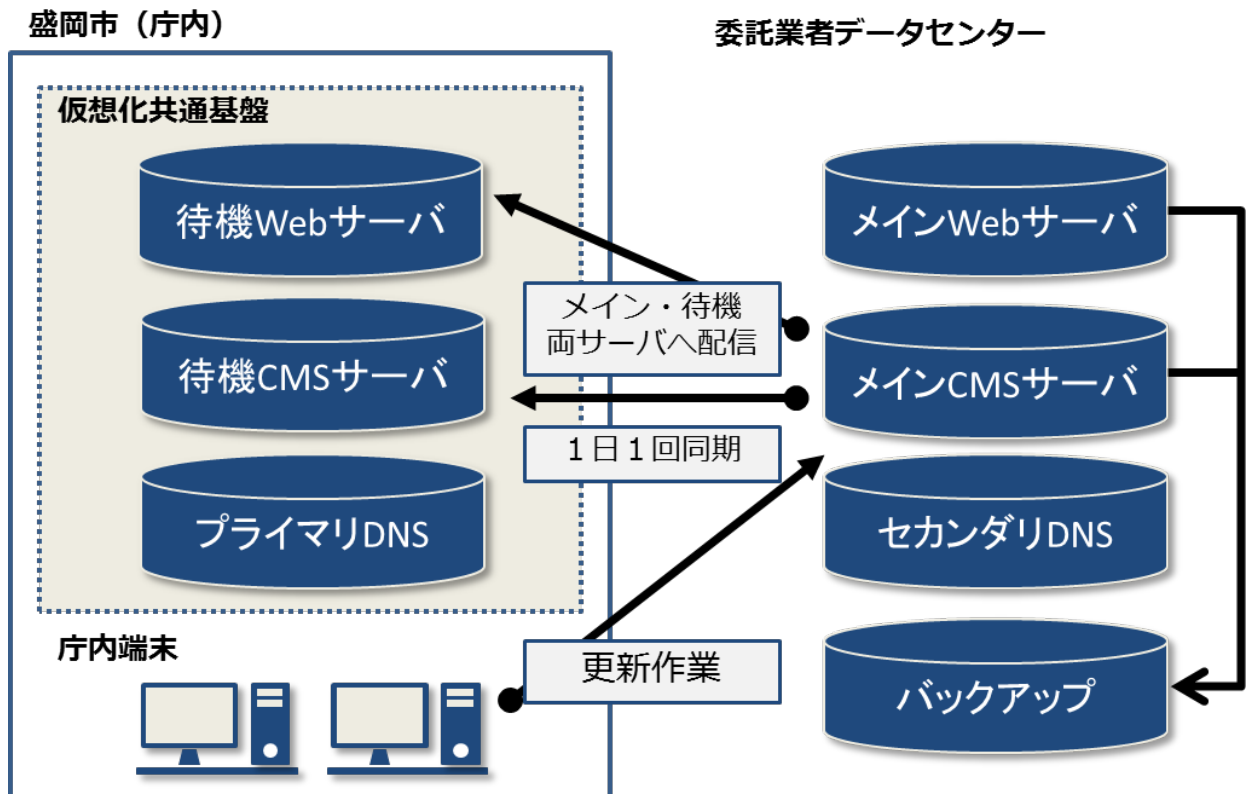 盛岡市（庁内）
委託業者データセンター
仮想化共通基盤
待機Webサーバ
メインWebサーバ
メイン・待機
両サーバへ配信
待機CMSサーバ
メインCMSサーバ
１日１回同期
プライマリDNS
セカンダリDNS
庁内端末
更新作業
バックアップ